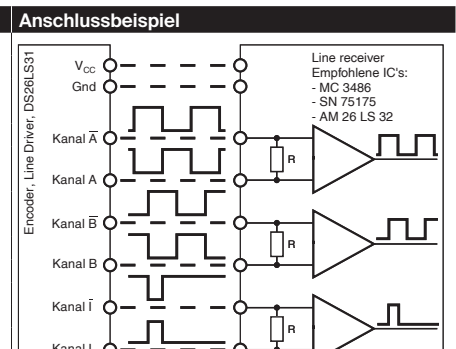 Anschlussbeispiel
Encoder, Line Driver, DS26LS31
VCC
Gnd
Kanal A̅
Kanal A
Kanal B̅
Kanal B
Kanal I̅
Kanal I
Line receiver
Empfohlene IC's:
- MC 3486
- SN 75175
- AM 26 LS 32
R
R
R